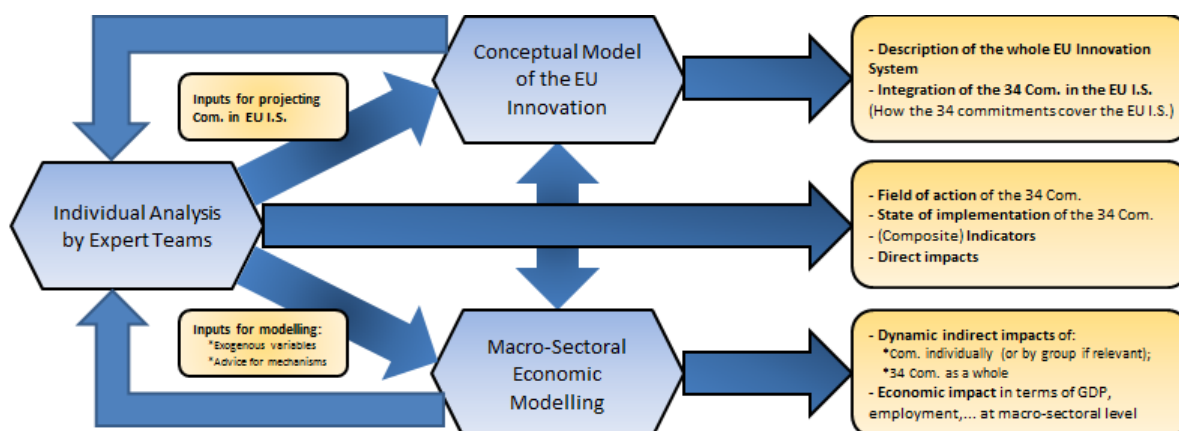 Conceptual Model
of the EU
Innovation
- Description of the whole EU Innovation
System
- Integration of the 34 Com. in the EU I.S.
(How the 34 commitments cover the EU I.S.)
Inputs for projecting
Com. in EU I.S.
Individual Analysis
by Expert Teams
- Field of action of the 34 Com.
- State of implementation of the 34 Com.
- (Composite) Indicators
- Direct impacts
Inputs for modelling:
*Exogenous variables
*Advice for mechanisms
Macro-Sectoral
Economic
Modelling
- Dynamic indirect impacts of:
*Com. individually (or by group if relevant);
*34 Com. as a whole
- Economic impact in terms of GDP,
employment,... at macro-sectoral level